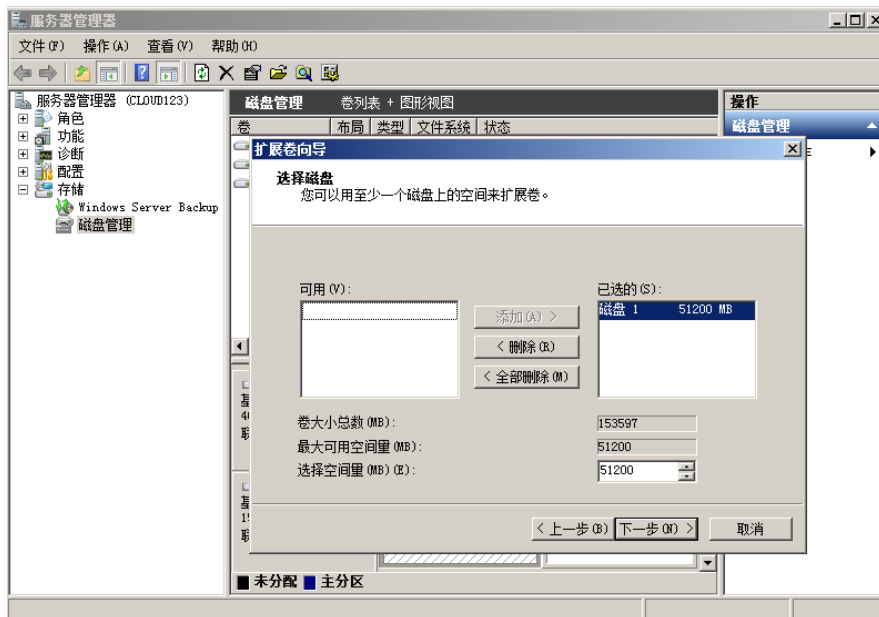 服务器管理器
文件(F) 操作(A) 查看(V) 帮助(H)
服务器管理器 (CLOUD123)
角色
功能
诊断
配置
存储
Windows Server Backup
磁盘管理
磁盘管理 卷列表 + 图形视图
卷 布局 类型 文件系统 状态
操作
磁盘管理
扩展卷向导
选择磁盘
您可以用至少一个磁盘上的空间来扩展卷。
可用(V):
已选的(S):
磁盘 1 51200 MB
添加(A) >
< 删除(R)
< 全部删除(M)
卷大小总数(MB): 153597
最大可用空间量(MB): 51200
选择空间量(MB)(E): 51200
< 上一步(B) 下一步(N) > 取消
未分配 主分区